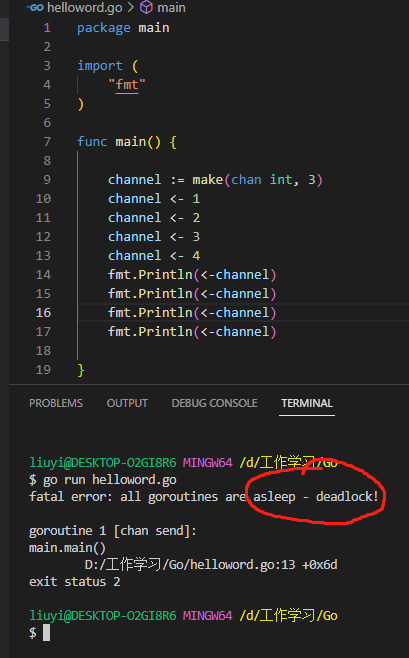 helloword.go > main
1 package main
2
3 import (
4 "fmt"
5 )
6
7 func main() {
8
9 channel := make(chan int, 3)
10 channel <- 1
11 channel <- 2
12 channel <- 3
13 channel <- 4
14 fmt.Println(<-channel)
15 fmt.Println(<-channel)
16 fmt.Println(<-channel)
17 fmt.Println(<-channel)
18
19 }
PROBLEMS OUTPUT DEBUG CONSOLE TERMINAL
liuyi@DESKTOP-O2GI8R6 MINGW64 /d/工作学习/Go
$ go run helloword.go
fatal error: all goroutines are asleep - deadlock!
goroutine 1 [chan send]:
main.main()
D:/工作学习/Go/helloword.go:13 +0x6d
exit status 2
liuyi@DESKTOP-O2GI8R6 MINGW64 /d/工作学习/Go
$